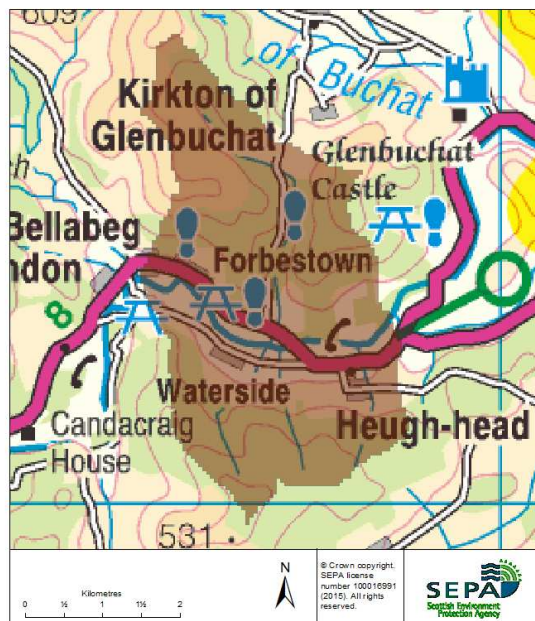 609
of Buchat
Kirkton of
Glenbuchat
Glenbuchat
Castle
Bellabeg
ndon
Forbestown
8
Waterside
Candacraig
House
Heugh-head
531
Kilometres
0 ½ 1 1½ 2
N
© Crown copyright,
SEPA license
number 100016991
(2015). All rights
reserved.
SEPA
Scottish Environment
Protection Agency